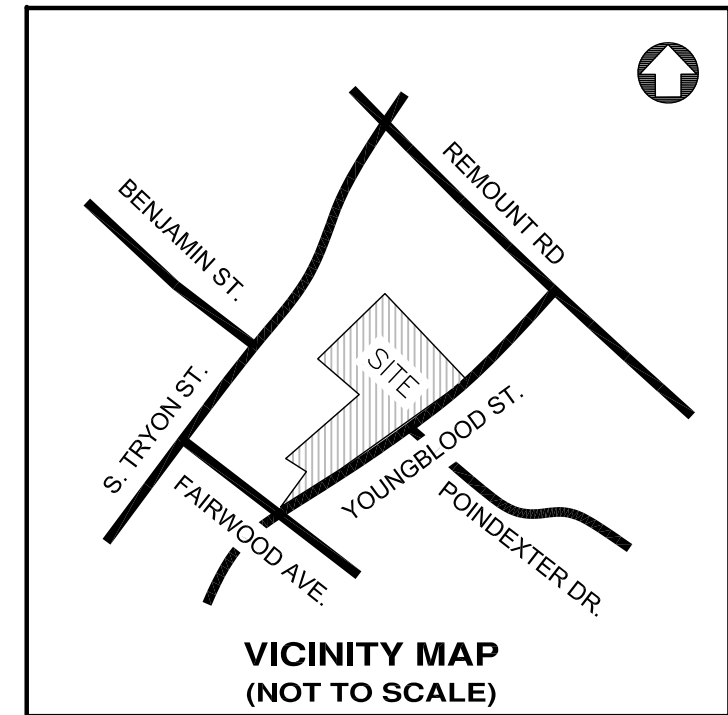 REMOUNT RD
BENJAMIN ST.
SITE
S. TRYON ST.
YOUNGBLOOD ST.
FAIRWOOD AVE.
POINDEXTER DR.
VICINITY MAP
(NOT TO SCALE)